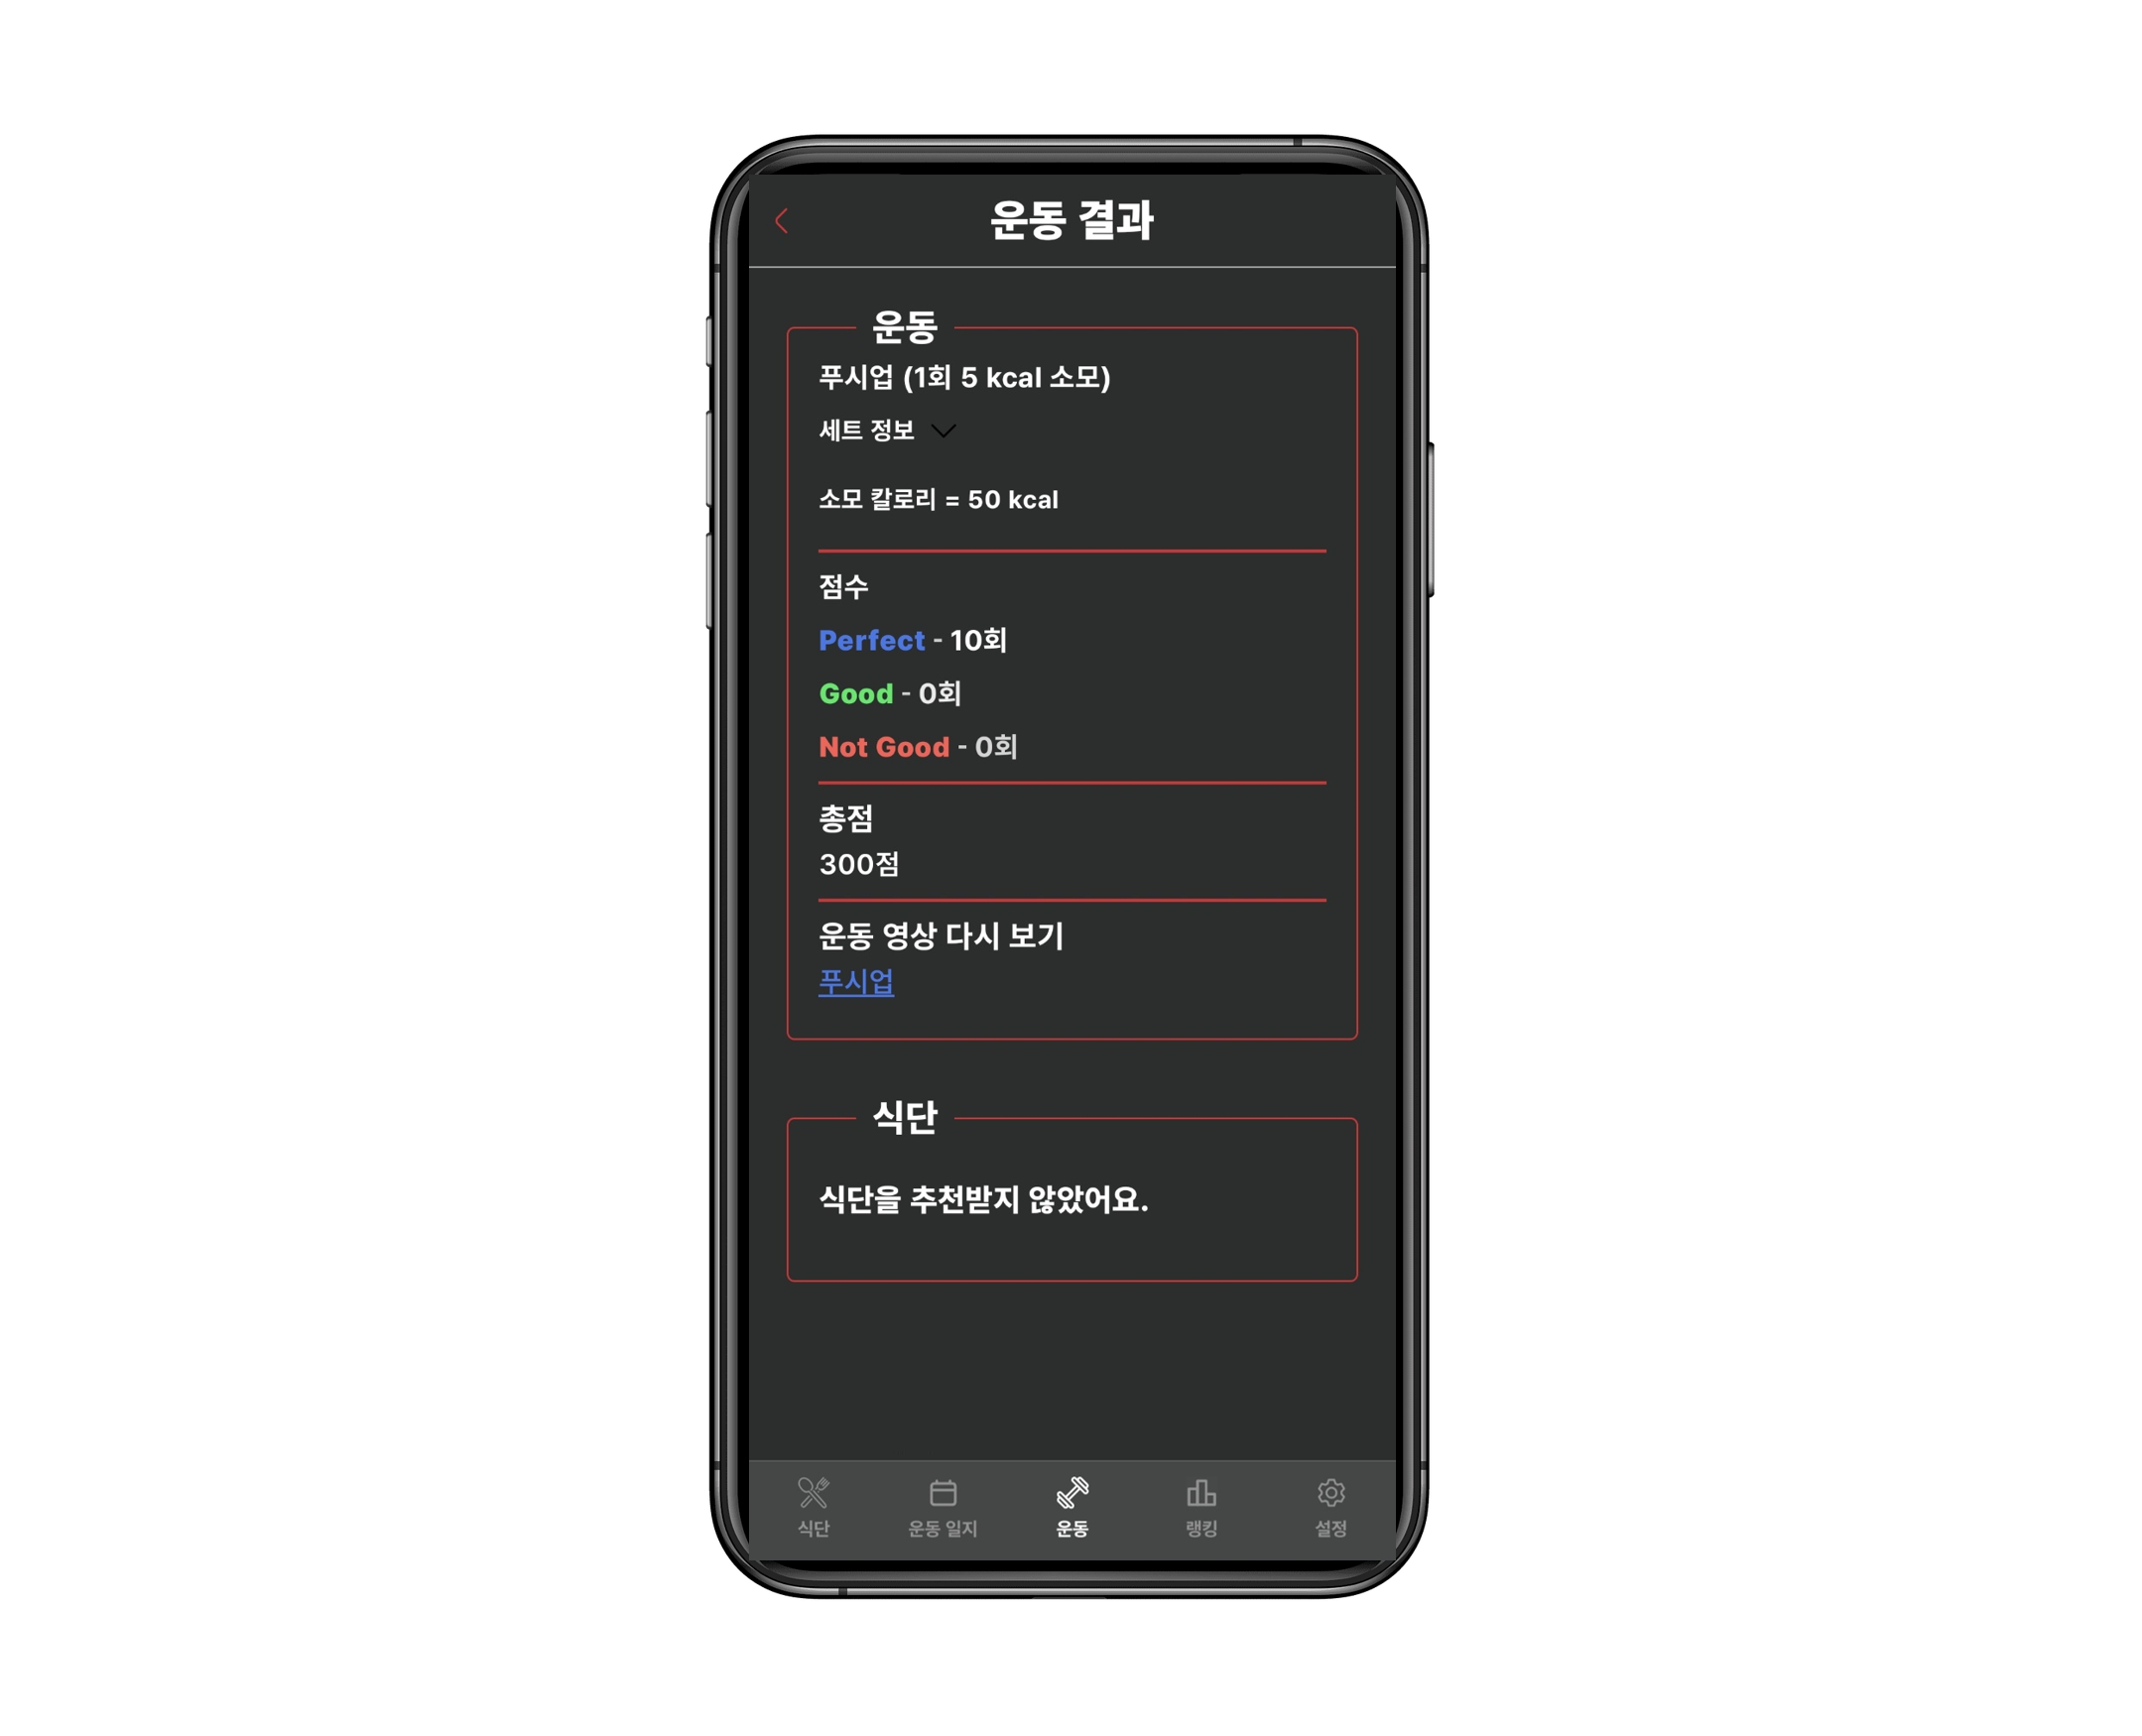 운동 결과
운동
푸시업 (1회 5 kcal 소모)
세트 정보
소모 칼로리 = 50 kcal
점수
Perfect - 10회
Good - 0회
Not Good - 0회
총점
300점
운동 영상 다시 보기
푸시업
식단
식단을 추천받지 않았어요.
식단
운동 일지
운동
랭킹
설정